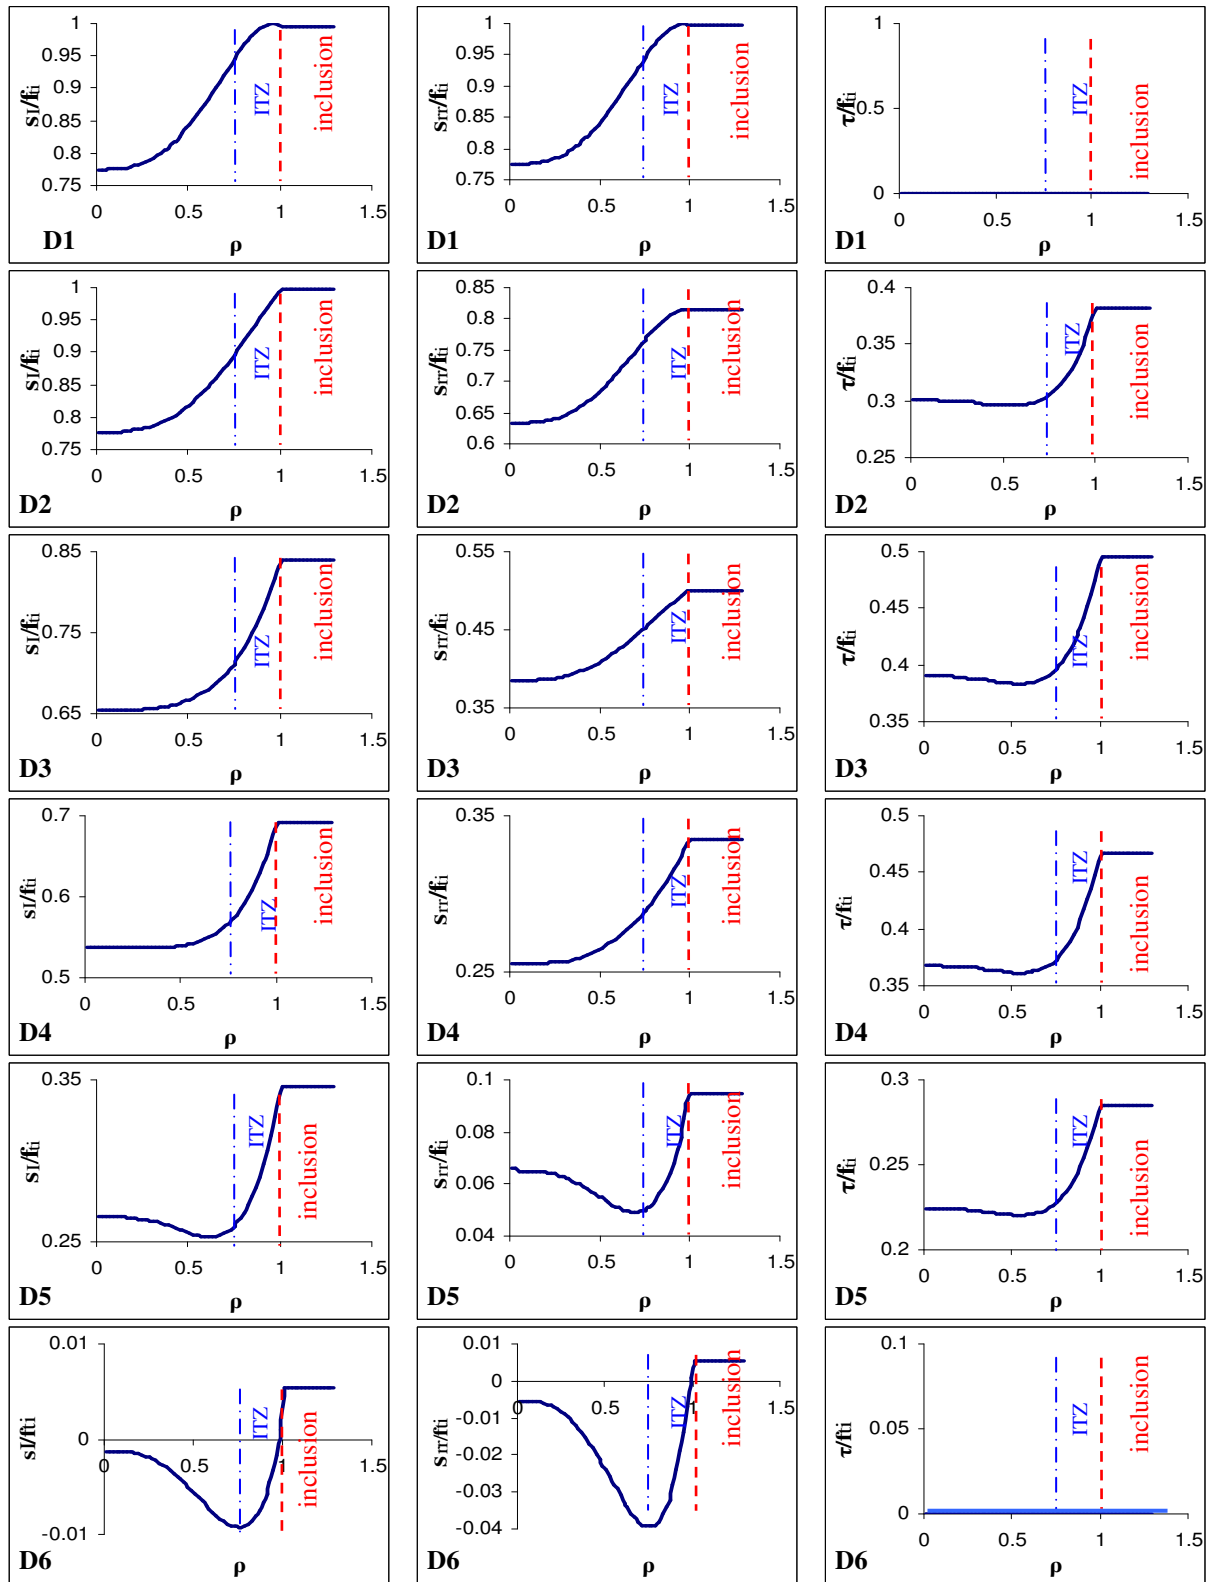 1
0.95
0.9
0.85
0.8
0.75
sI/fti
ITZ
inclusion
0 0.5 1 1.5
D1
ρ
1
0.95
0.9
0.85
0.8
0.75
srr/fti
ITZ
inclusion
0 0.5 1 1.5
D1
ρ
1
0.5
0
τ/fti
ITZ
inclusion
0 0.5 1 1.5
D1
ρ
1
0.95
0.9
0.85
0.8
0.75
sI/fti
ITZ
inclusion
0 0.5 1 1.5
D2
ρ
0.85
0.8
0.75
0.7
0.65
0.6
srr/fti
ITZ
inclusion
0 0.5 1 1.5
D2
ρ
0.4
0.35
0.3
0.25
τ/fti
ITZ
inclusion
0 0.5 1 1.5
D2
ρ
0.85
0.75
0.65
sI/fti
ITZ
inclusion
0 0.5 1 1.5
D3
ρ
0.55
0.45
0.35
srr/fti
ITZ
inclusion
0 0.5 1 1.5
D3
ρ
0.5
0.45
0.4
0.35
τ/fti
ITZ
inclusion
0 0.5 1 1.5
D3
ρ
0.7
0.6
0.5
sI/fti
ITZ
inclusion
0 0.5 1 1.5
D4
ρ
0.35
0.25
srr/fti
ITZ
inclusion
0 0.5 1 1.5
D4
ρ
0.5
0.45
0.4
0.35
τ/fti
ITZ
inclusion
0 0.5 1 1.5
D4
ρ
0.35
0.25
sI/fti
ITZ
inclusion
0 0.5 1 1.5
D5
ρ
0.1
0.08
0.06
0.04
srr/fti
ITZ
inclusion
0 0.5 1 1.5
D5
ρ
0.3
0.25
0.2
τ/fti
ITZ
inclusion
0 0.5 1 1.5
D5
ρ
0.01
0
-0.01
sI/fti
ITZ
inclusion
0 0.5 1 1.5
D6
ρ
0.01
0
-0.01
-0.02
-0.03
-0.04
srr/fti
ITZ
inclusion
0 0.5 1 1.5
D6
ρ
0.1
0.05
0
τ/fti
ITZ
inclusion
0 0.5 1 1.5
D6
ρ